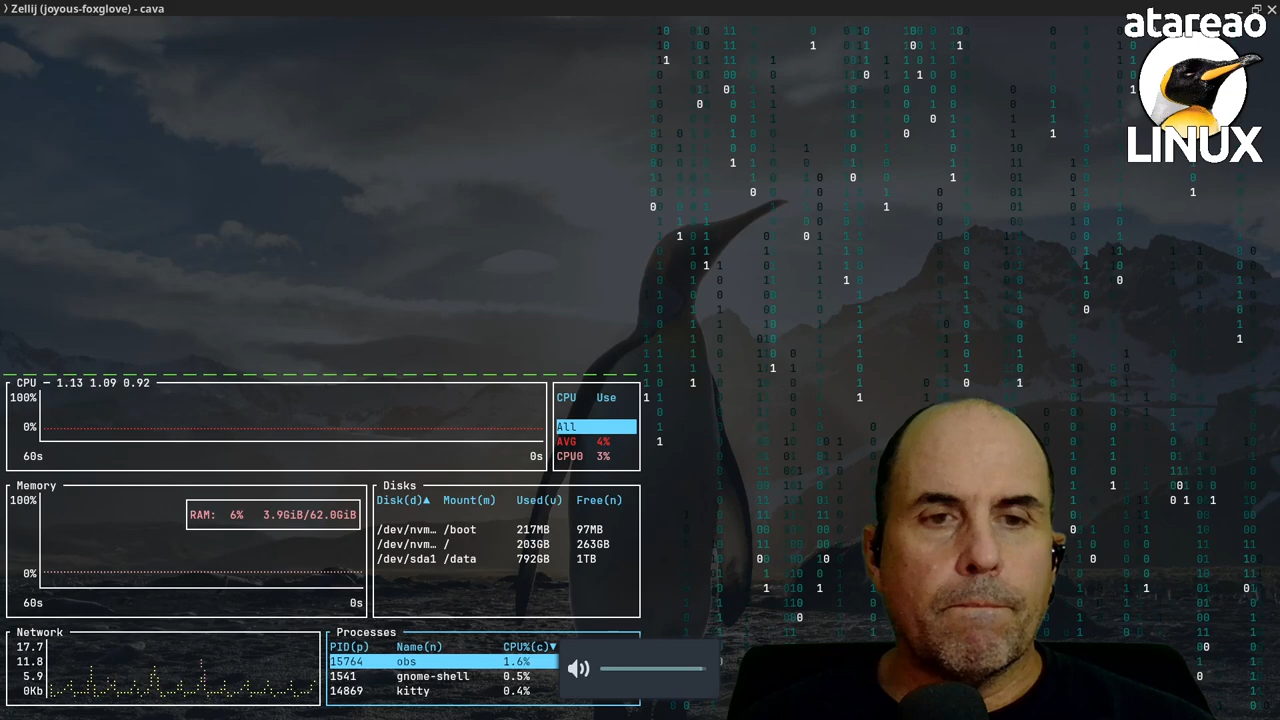 Zellij (joyous-foxglove) - cava
atareao
LINUX
CPU — 1.13 1.09 0.92
100%
0%
60s 0s
CPU Use
All
AVG 4%
CPU0 3%
Memory
100%
RAM: 6% 3.9GiB/62.0GiB
0%
60s 0s
Disks
Disk(d)▲ Mount(m) Used(u) Free(n)
/dev/nvm… /boot 217MB 97MB
/dev/nvm… / 203GB 263GB
/dev/sda1 /data 792GB 1TB
Network
17.7
11.8
5.9
0Kb
Processes
PID(p) Name(n) CPU%(c)▼
15764 obs 1.6%
1541 gnome-shell 0.5%
14869 kitty 0.4%